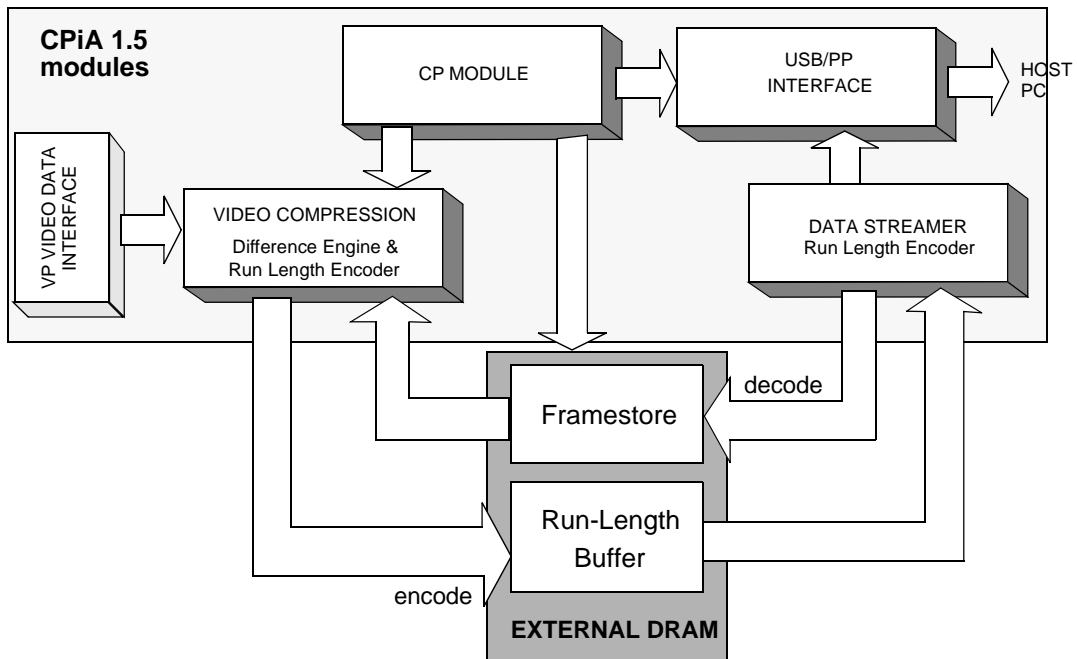 CPiA 1.5
modules
CP MODULE
USB/PP
INTERFACE
HOST
PC
VP VIDEO DATA
INTERFACE
VIDEO COMPRESSION
Difference Engine &
Run Length Encoder
DATA STREAMER
Run Length Encoder
decode
Framestore
Run-Length
Buffer
encode
EXTERNAL DRAM